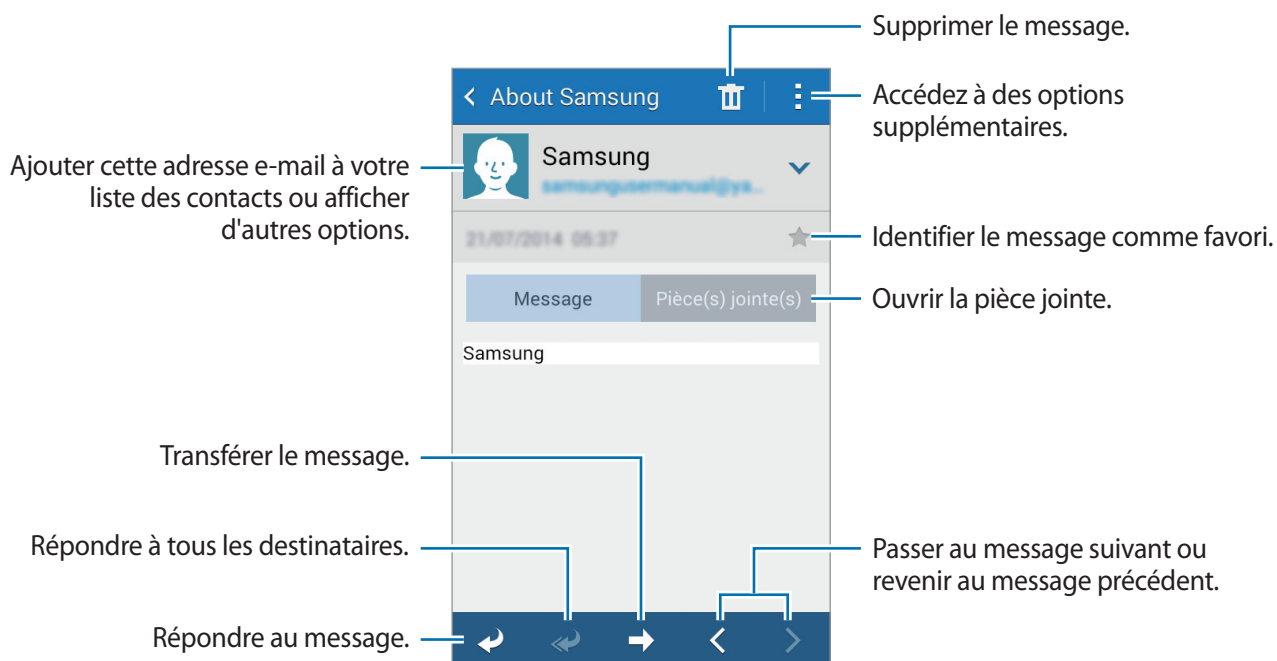 Supprimer le message.
About Samsung
Accédez à des options
supplémentaires.
Ajouter cette adresse e-mail à votre
liste des contacts ou afficher
d'autres options.
Samsung
samsungusermanual@ya...
21/07/2014 05:37
Identifier le message comme favori.
Message
Pièce(s) jointe(s)
Ouvrir la pièce jointe.
Samsung
Transférer le message.
Répondre à tous les destinataires.
Passer au message suivant ou
revenir au message précédent.
Répondre au message.